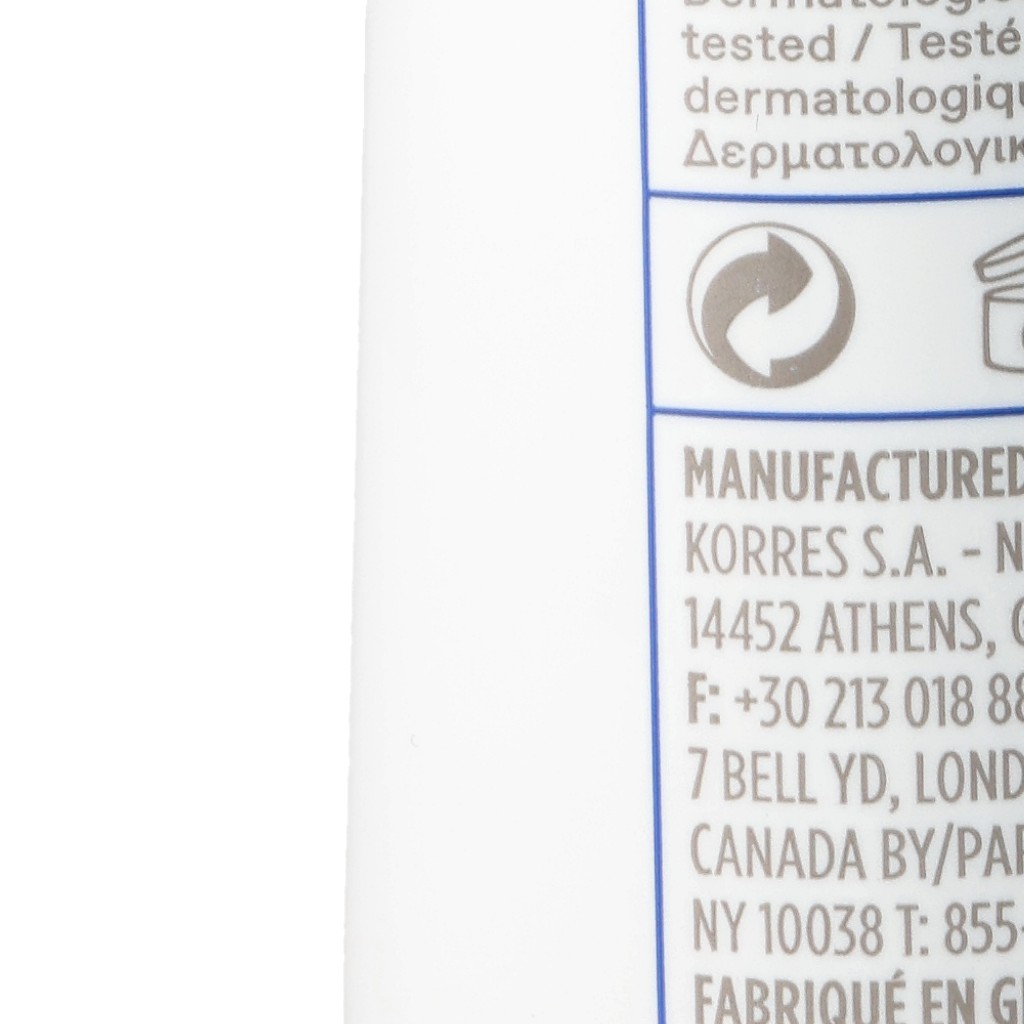 tested / Testé
dermatologiqu
Δερματολογικ
MANUFACTURED
KORRES S.A. - N
14452 ATHENS,
F: +30 213 018 88
7 BELL YD, LOND
CANADA BY/PAR
NY 10038 T: 855-
FABRIQUÉ EN